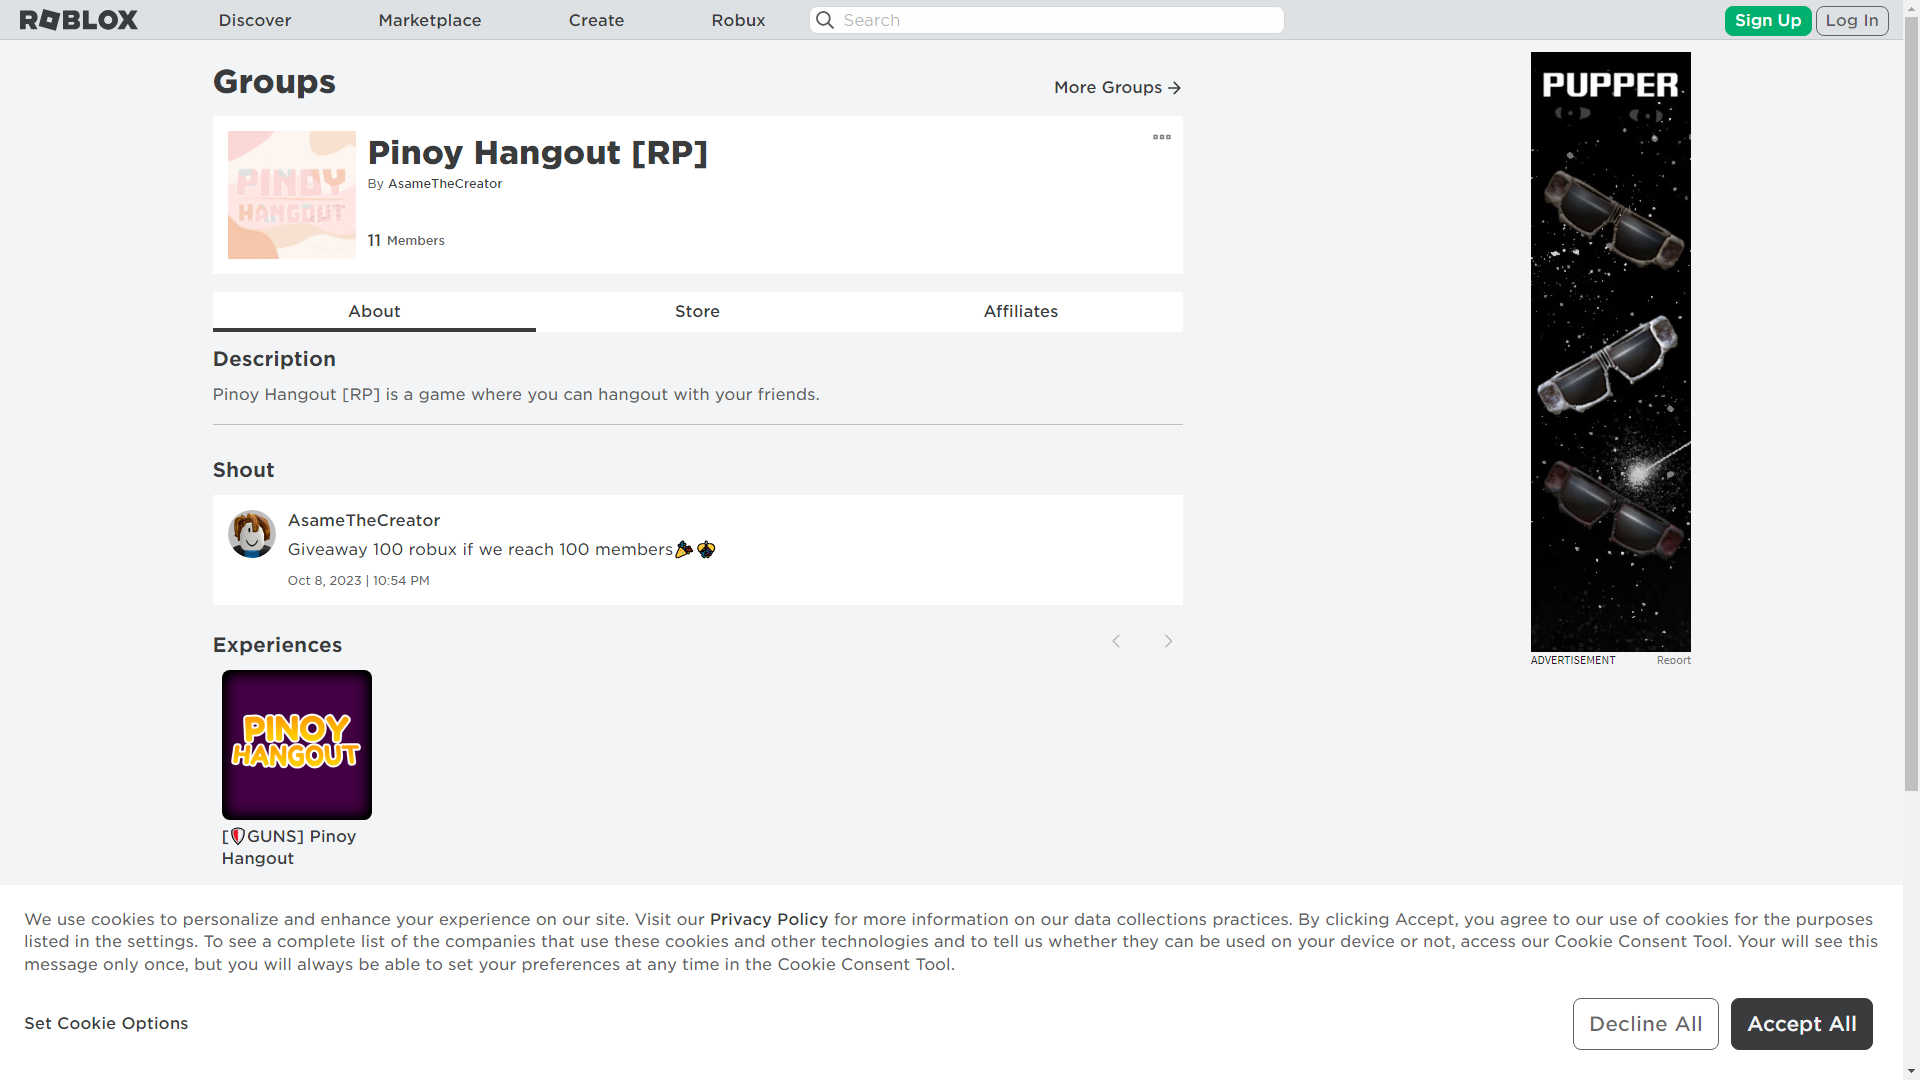 ROBLOX
Discover
Marketplace
Create
Robux
Search
Sign Up
Log In
Groups
More Groups
PINOY
HANGOUT
Pinoy Hangout [RP]
By AsameTheCreator
11 Members
About
Store
Affiliates
Description
Pinoy Hangout [RP] is a game where you can hangout with your friends.
Shout
AsameTheCreator
Giveaway 100 robux if we reach 100 members
Oct 8, 2023 | 10:54 PM
Experiences
PINOY
HANGOUT
[GUNS] Pinoy
Hangout
PUPPER
ADVERTISEMENT
Report
We use cookies to personalize and enhance your experience on our site. Visit our Privacy Policy for more information on our data collections practices. By clicking Accept, you agree to our use of cookies for the purposes
listed in the settings. To see a complete list of the companies that use these cookies and other technologies and to tell us whether they can be used on your device or not, access our Cookie Consent Tool. Your will see this
message only once, but you will always be able to set your preferences at any time in the Cookie Consent Tool.
Set Cookie Options
Decline All
Accept All